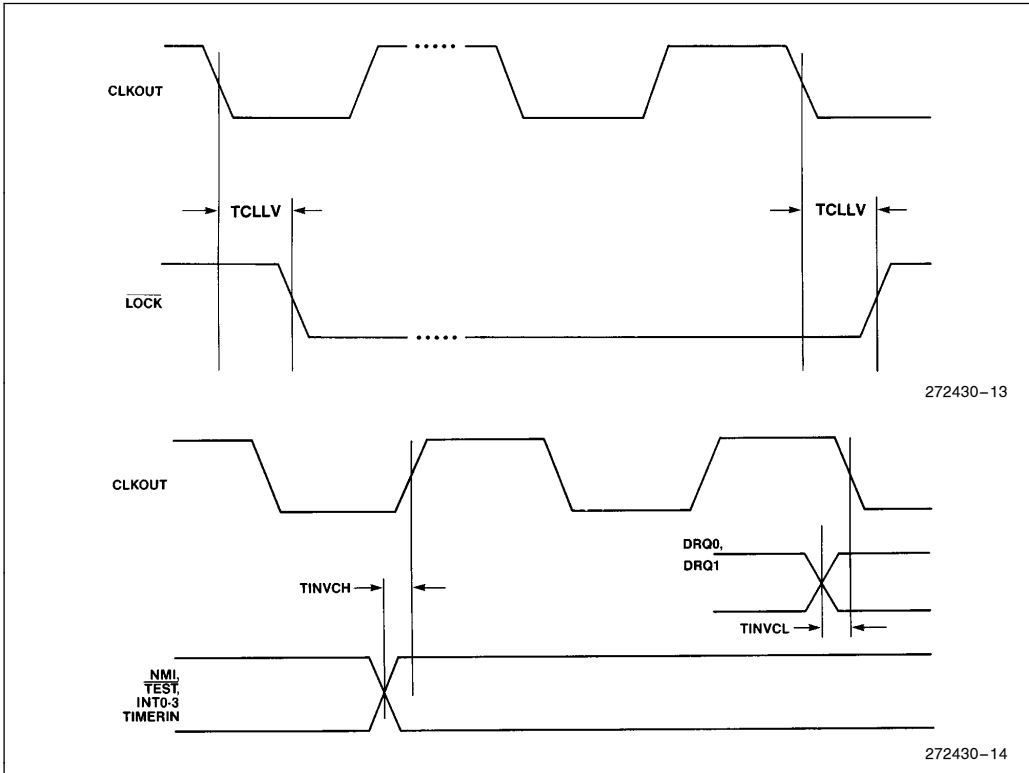 CLKOUT
TCLLV
TCLLV
LOCK
272430–13
CLKOUT
DRQ0,
DRQ1
TINVCH
TINVCL
NMI,
TEST,
INT0-3
TIMERIN
272430–14